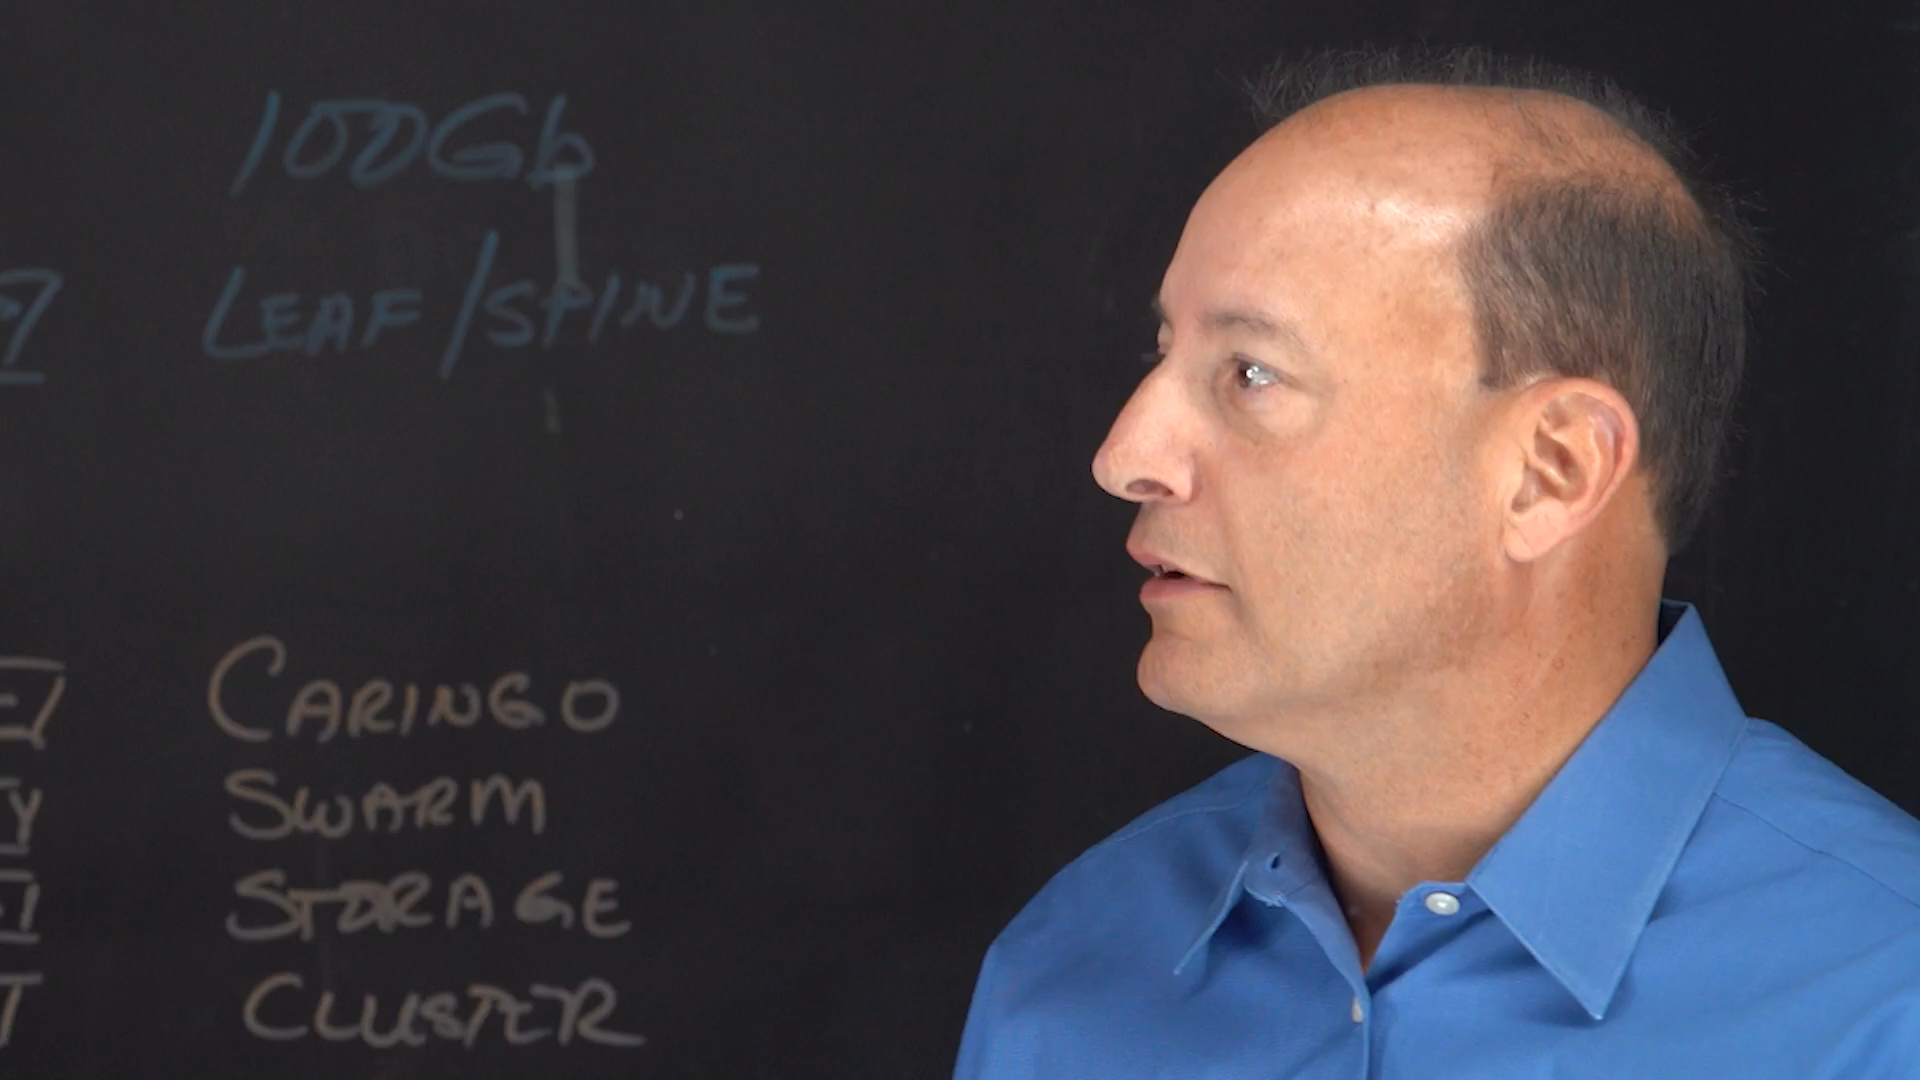 100Gb
LEAF/SPINE
CARINGO
SWARM
STORAGE
CLUSTER